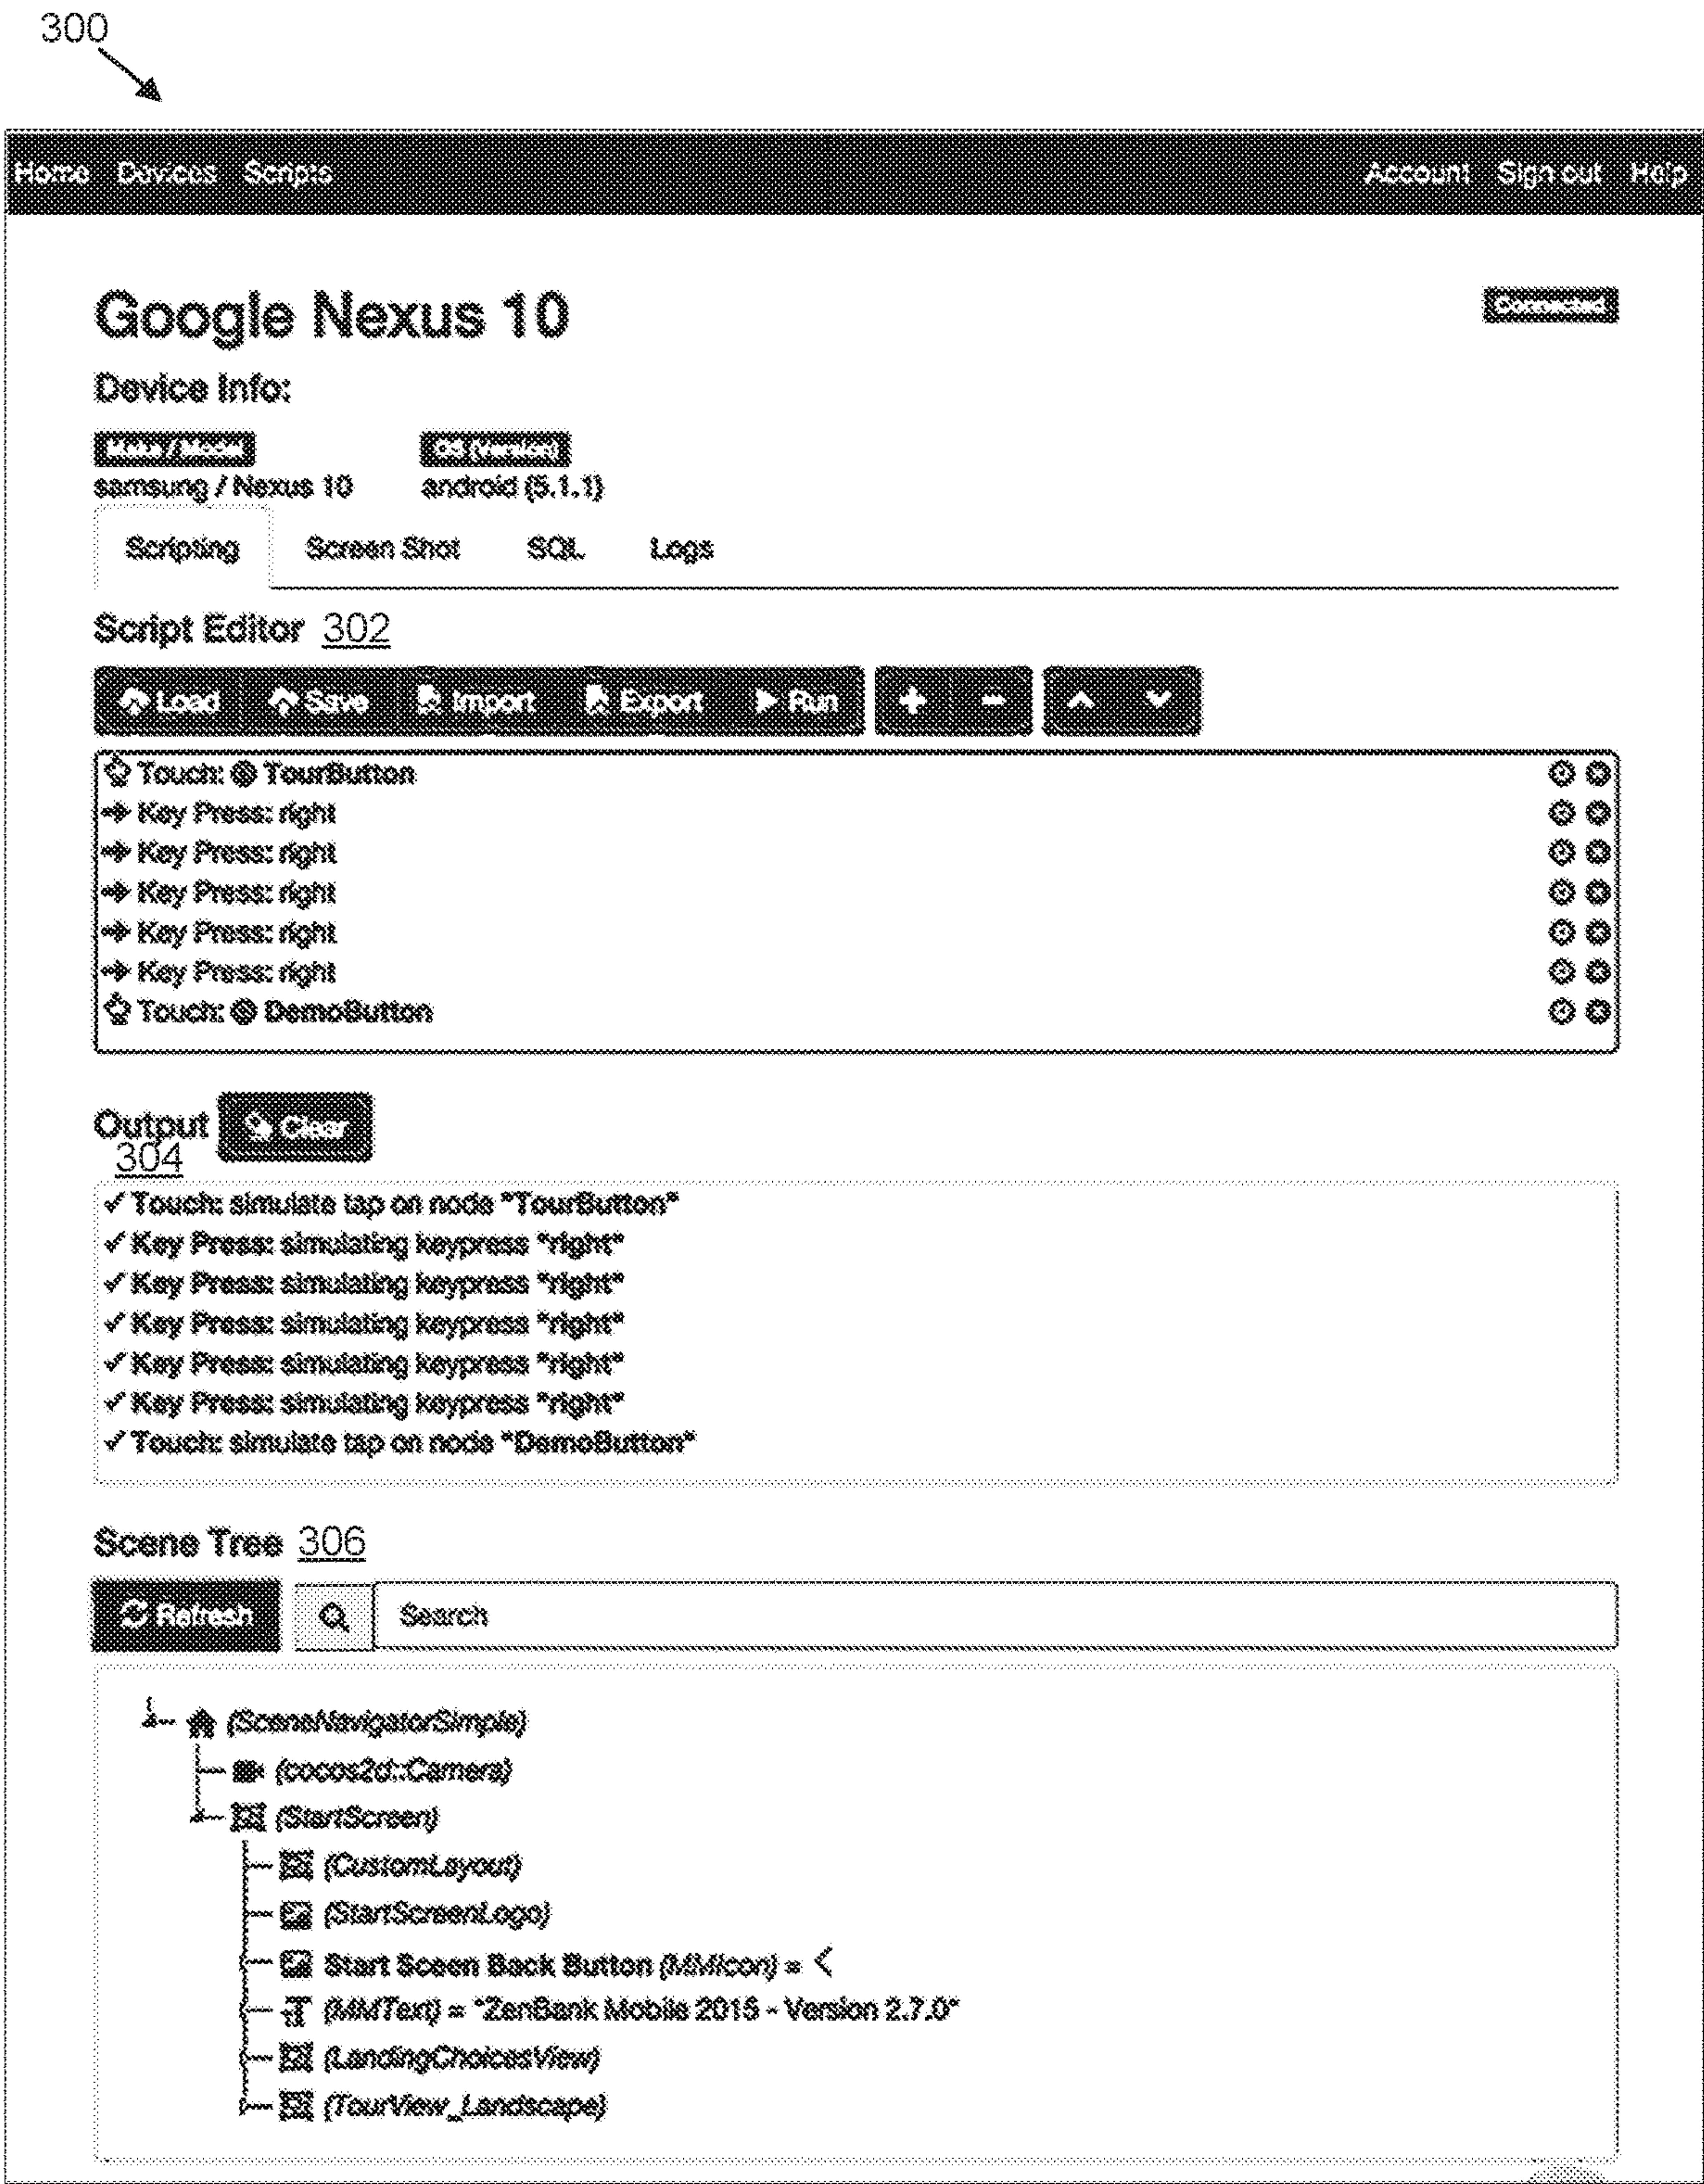 300
Home Devices Scripts Account Sign out Help
Google Nexus 10 Connected
Device Info:
Make / Model OS (Version)
samsung / Nexus 10 android (5.1.1)
Scripting Screen Shot SQL Logs
Script Editor 302
Load Save Import Export Run + -
Touch: TourButton
Key Press: right
Key Press: right
Key Press: right
Key Press: right
Key Press: right
Touch: DemoButton
Output Clear
304
✓ Touch: simulate tap on node "TourButton"
✓ Key Press: simulating keypress "right"
✓ Key Press: simulating keypress "right"
✓ Key Press: simulating keypress "right"
✓ Key Press: simulating keypress "right"
✓ Key Press: simulating keypress "right"
✓ Touch: simulate tap on node "DemoButton"
Scene Tree 306
Refresh Search
(SceneNavigatorSimple)
(cocos2d::Camera)
(StartScreen)
(CustomLayout)
(StartScreenLogo)
Start Sceen Back Button (MMIcon) = <
(MMText) = "ZenBank Mobile 2015 - Version 2.7.0"
(LandingChoicesView)
(TourView_Landscape)